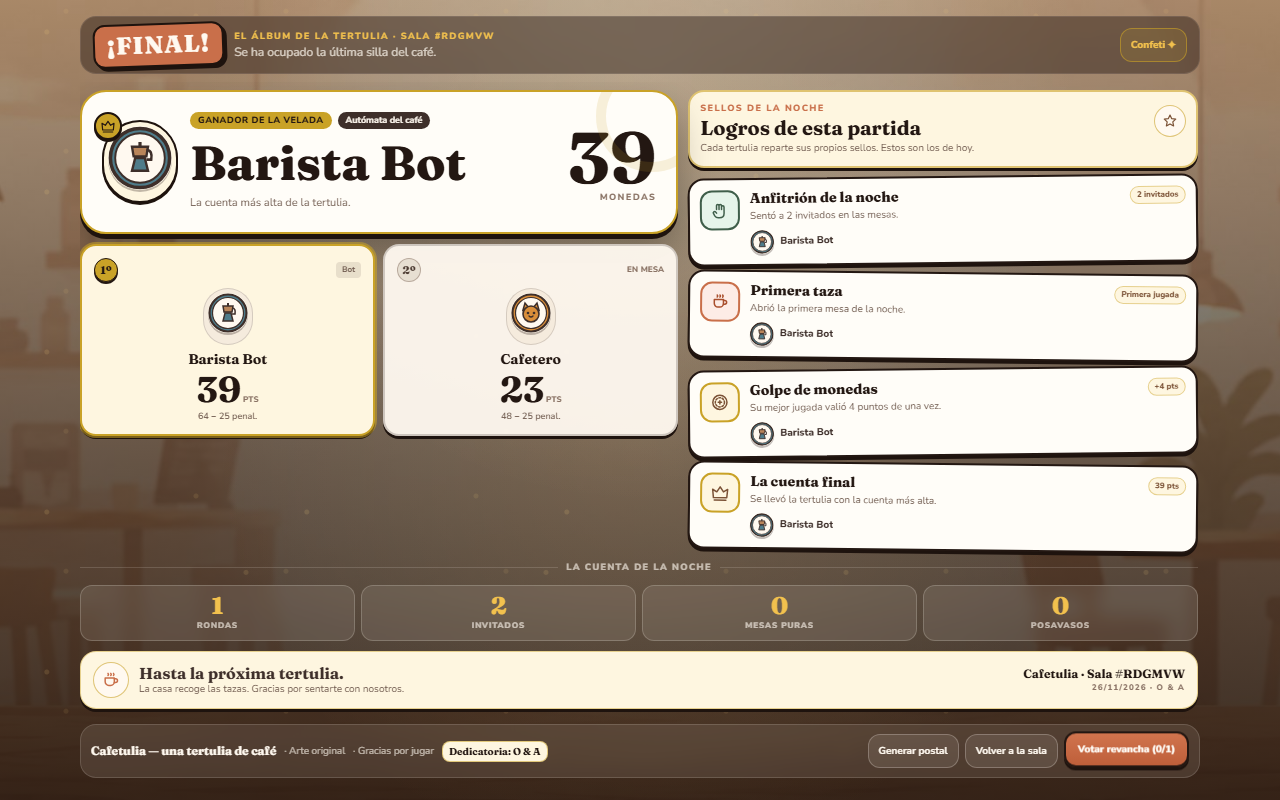 ¡FINAL!
EL ÁLBUM DE LA TERTULIA · SALA #RDGMVW
Se ha ocupado la última silla del café.
Confeti ✦
GANADOR DE LA VELADA
Autómata del café
Barista Bot
La cuenta más alta de la tertulia.
39
MONEDAS
1º
Bot
Barista Bot
39 PTS
64 – 25 penal.
2º
EN MESA
Cafetero
23 PTS
48 – 25 penal.
SELLOS DE LA NOCHE
Logros de esta partida
Cada tertulia reparte sus propios sellos. Estos son los de hoy.
Anfitrión de la noche
2 invitados
Sentó a 2 invitados en las mesas.
Barista Bot
Primera taza
Primera jugada
Abrió la primera mesa de la noche.
Barista Bot
Golpe de monedas
+4 pts
Su mejor jugada valió 4 puntos de una vez.
Barista Bot
La cuenta final
39 pts
Se llevó la tertulia con la cuenta más alta.
Barista Bot
LA CUENTA DE LA NOCHE
1
RONDAS
2
INVITADOS
0
MESAS PURAS
0
POSAVASOS
Hasta la próxima tertulia.
La casa recoge las tazas. Gracias por sentarte con nosotros.
Cafetulia · Sala #RDGMVW
26/11/2026 · O & A
Cafetulia — una tertulia de café · Arte original · Gracias por jugar
Dedicatoria: O & A
Generar postal
Volver a la sala
Votar revancha (0/1)